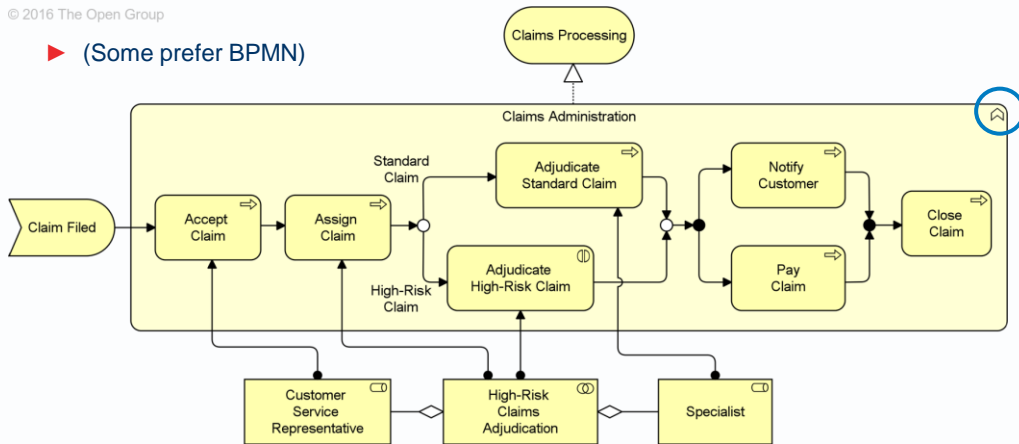 © 2016 The Open Group
► (Some prefer BPMN)
Claims Processing
Claims Administration
Claim Filed
Accept
Claim
Assign
Claim
Standard
Claim
High-Risk
Claim
Adjudicate
Standard Claim
Adjudicate
High-Risk Claim
Notify
Customer
Pay
Claim
Close
Claim
Customer
Service
Representative
High-Risk
Claims
Adjudication
Specialist